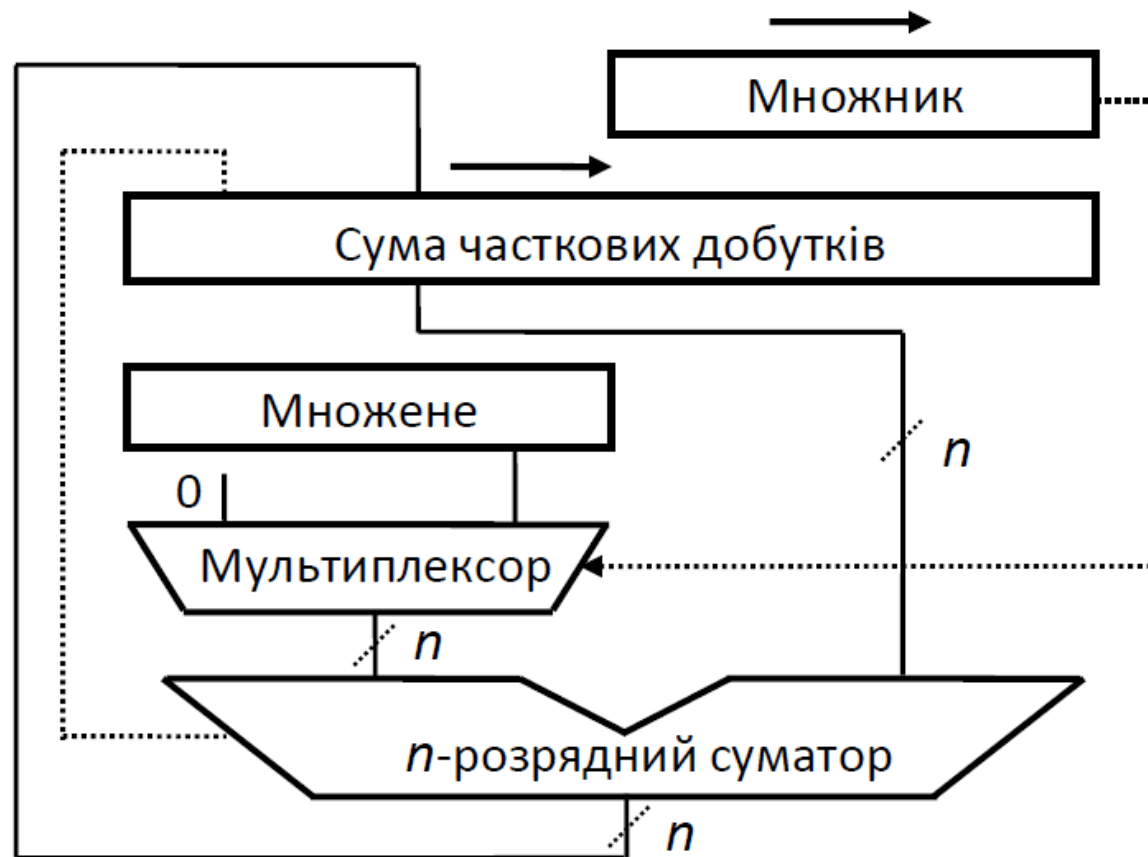 Множник
Сума часткових добутків
Множене
n
0
Мультиплексор
n
n-розрядний суматор
n